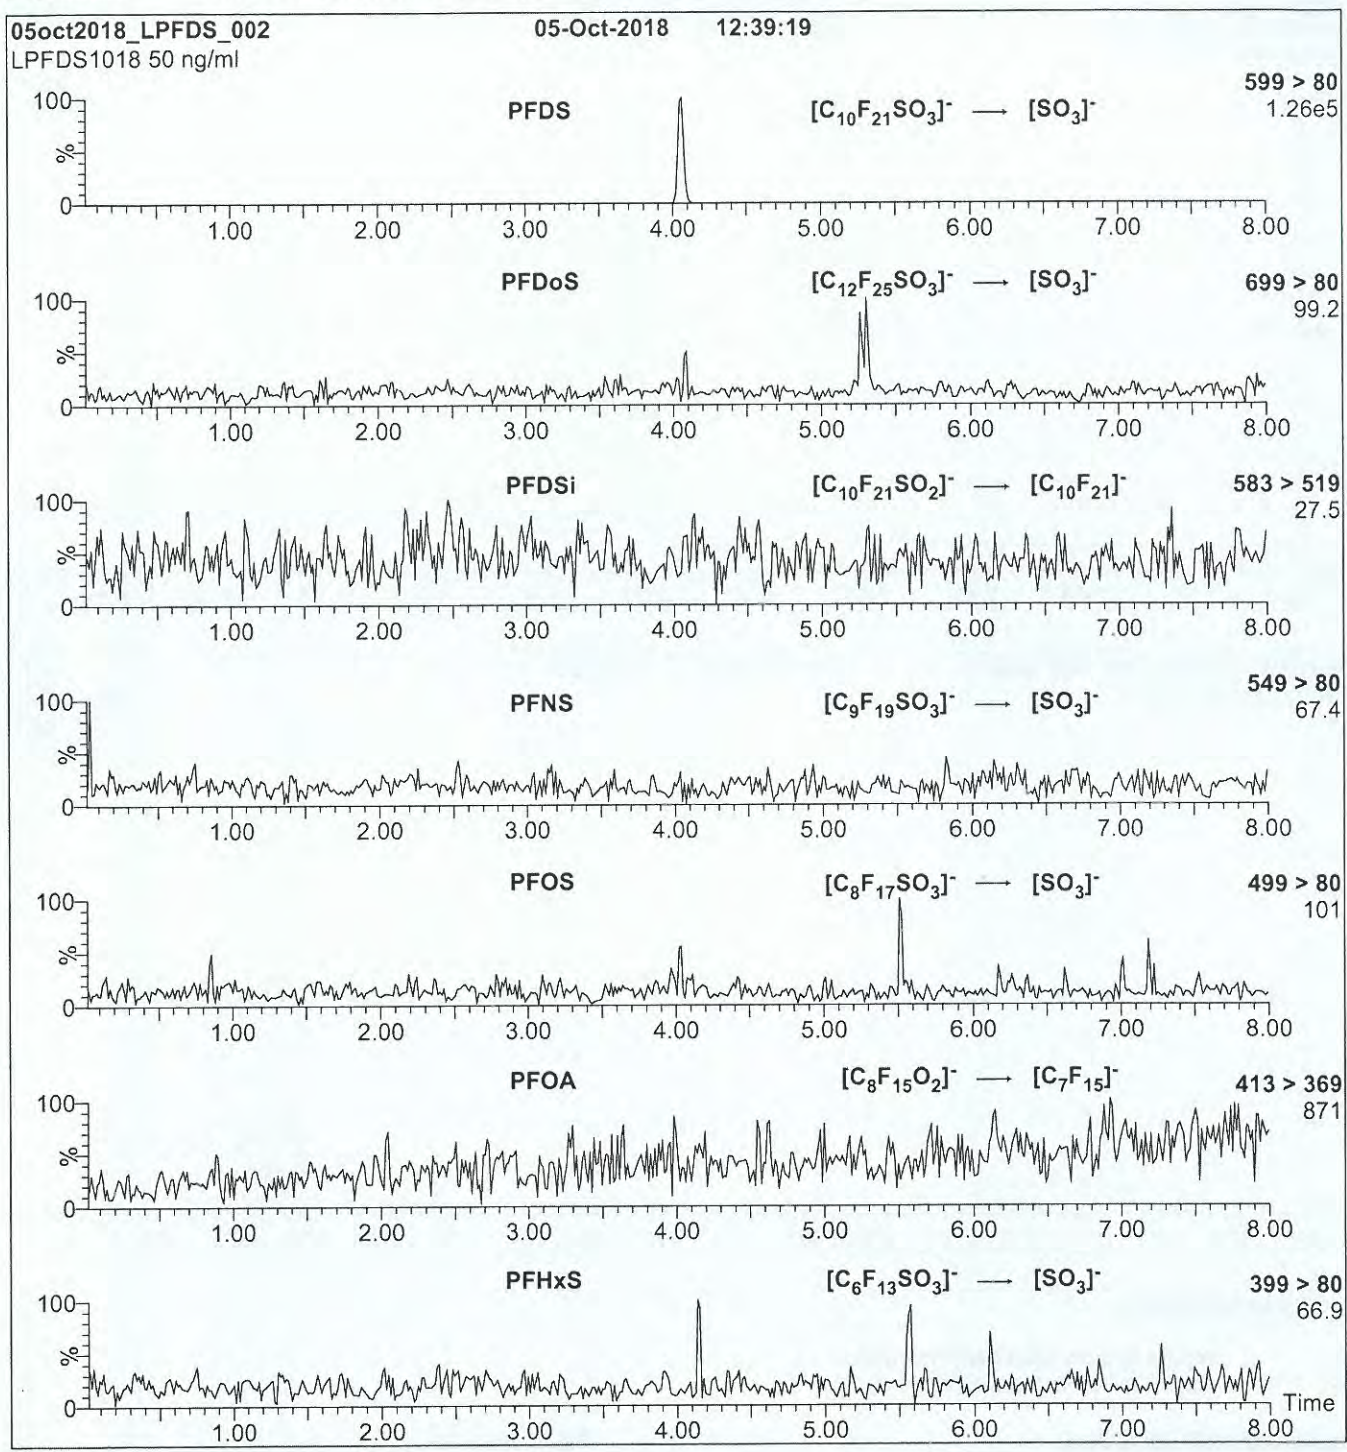 05oct2018_LPFDS_002 05-Oct-2018 12:39:19
LPFDS1018 50 ng/ml
599 > 80
PFDS [C₁₀F₂₁SO₃]⁻ → [SO₃]⁻ 1.26e5
100
%
0
1.00 2.00 3.00 4.00 5.00 6.00 7.00 8.00
PFDoS [C₁₂F₂₅SO₃]⁻ → [SO₃]⁻ 699 > 80
99.2
100
%
0
1.00 2.00 3.00 4.00 5.00 6.00 7.00 8.00
PFDSi [C₁₀F₂₁SO₂]⁻ → [C₁₀F₂₁]⁻ 583 > 519
27.5
100
%
0
1.00 2.00 3.00 4.00 5.00 6.00 7.00 8.00
549 > 80
PFNS [C₉F₁₉SO₃]⁻ → [SO₃]⁻ 67.4
100
%
0
1.00 2.00 3.00 4.00 5.00 6.00 7.00 8.00
PFOS [C₈F₁₇SO₃]⁻ → [SO₃]⁻ 499 > 80
101
100
%
0
1.00 2.00 3.00 4.00 5.00 6.00 7.00 8.00
PFOA [C₈F₁₅O₂]⁻ → [C₇F₁₅]⁻ 413 > 369
871
100
%
0
1.00 2.00 3.00 4.00 5.00 6.00 7.00 8.00
PFHxS [C₆F₁₃SO₃]⁻ → [SO₃]⁻ 399 > 80
66.9
100
%
0
Time
1.00 2.00 3.00 4.00 5.00 6.00 7.00 8.00